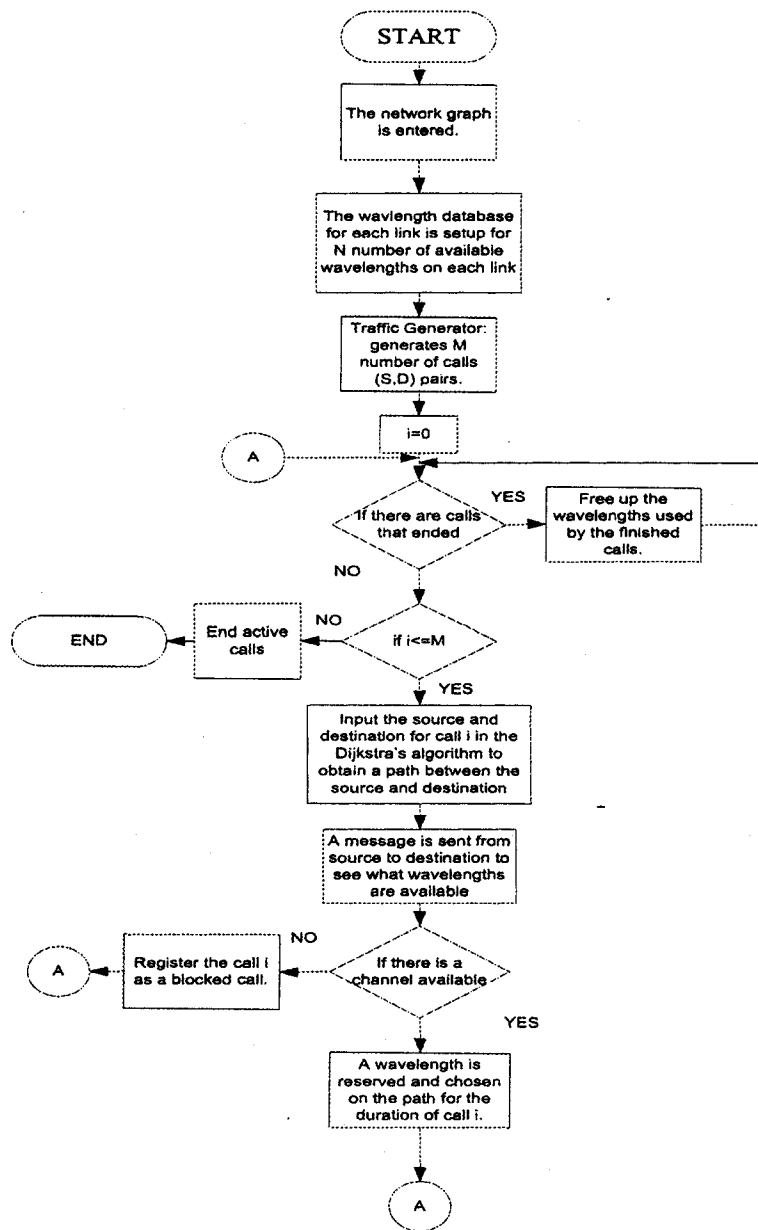 START
The network graph
is entered.
The wavlength database
for each link is setup for
N number of available
wavelengths on each link
Traffic Generator:
generates M
number of calls
(S,D) pairs.
i=0
A
If there are calls
that ended
YES
Free up the
wavelengths used
by the finished
calls.
NO
if i<=M
NO
End active
calls
END
YES
Input the source and
destination for call i in the
Dijkstra's algorithm to
obtain a path between the
source and destination
A message is sent from
source to destination to
see what wavelengths
are available
If there is a
channel available
NO
Register the call i
as a blocked call.
A
YES
A wavelength is
reserved and chosen
on the path for the
duration of call i.
A